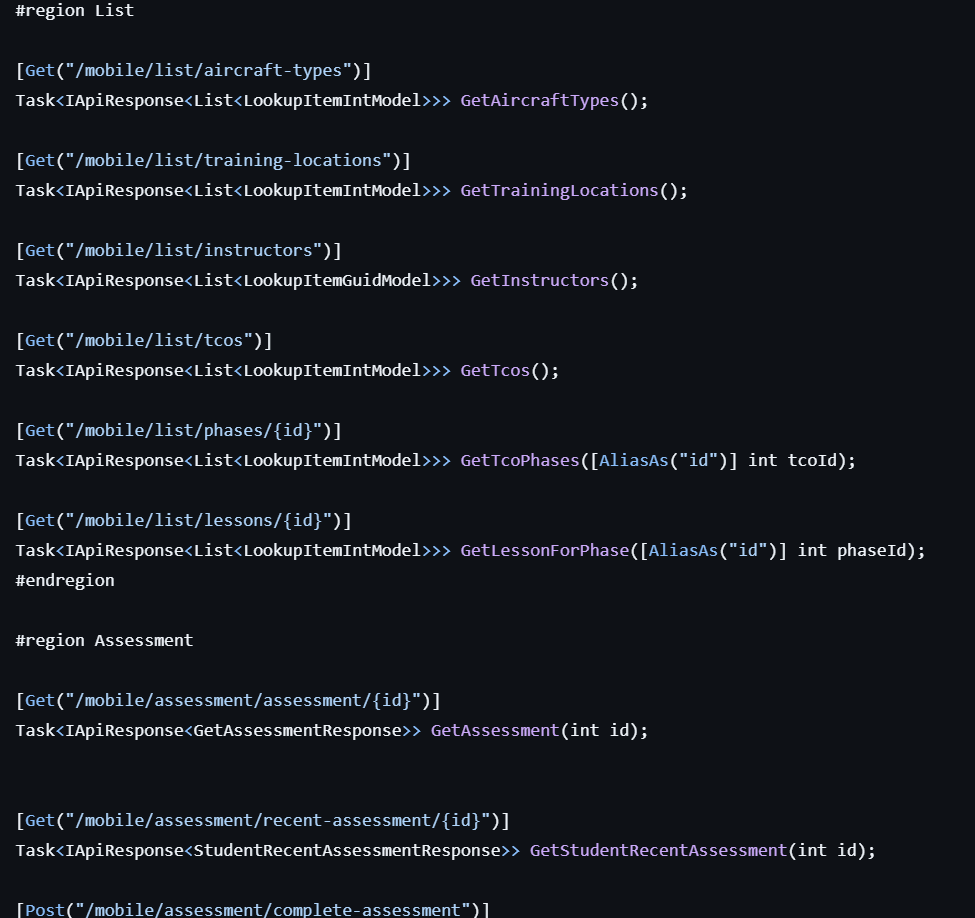 #region List
[Get("/mobile/list/aircraft-types")]
Task<IApiResponse<List<LookupItemIntModel>>> GetAircraftTypes();
[Get("/mobile/list/training-locations")]
Task<IApiResponse<List<LookupItemIntModel>>> GetTrainingLocations();
[Get("/mobile/list/instructors")]
Task<IApiResponse<List<LookupItemGuidModel>>> GetInstructors();
[Get("/mobile/list/tcos")]
Task<IApiResponse<List<LookupItemIntModel>>> GetTcos();
[Get("/mobile/list/phases/{id}")]
Task<IApiResponse<List<LookupItemIntModel>>> GetTcoPhases([AliasAs("id")] int tcoId);
[Get("/mobile/list/lessons/{id}")]
Task<IApiResponse<List<LookupItemIntModel>>> GetLessonForPhase([AliasAs("id")] int phaseId);
#endregion
#region Assessment
[Get("/mobile/assessment/assessment/{id}")]
Task<IApiResponse<GetAssessmentResponse>> GetAssessment(int id);
[Get("/mobile/assessment/recent-assessment/{id}")]
Task<IApiResponse<StudentRecentAssessmentResponse>> GetStudentRecentAssessment(int id);
[Post("/mobile/assessment/complete-assessment")]